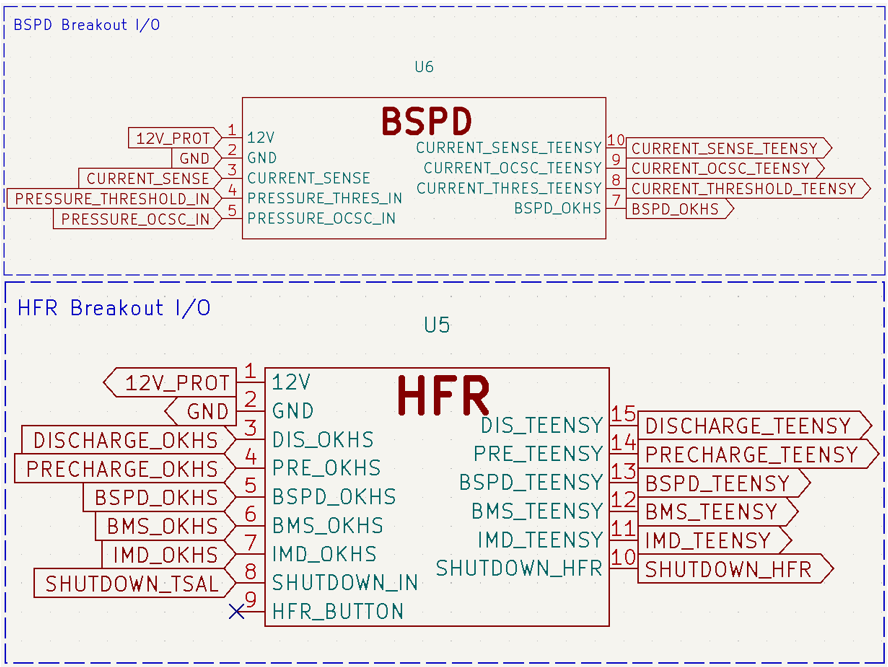 BSPD Breakout I/O
U6
BSPD
12V_PROT 1 12V
GND 2 GND
CURRENT_SENSE 3 CURRENT_SENSE
PRESSURE_THRESHOLD_IN 4 PRESSURE_THRES_IN
PRESSURE_OCSC_IN 5 PRESSURE_OCSC_IN
CURRENT_SENSE_TEENSY 10 CURRENT_SENSE_TEENSY
CURRENT_OCSC_TEENSY 9 CURRENT_OCSC_TEENSY
CURRENT_THRES_TEENSY 8 CURRENT_THRESHOLD_TEENSY
BSPD_OKHS 7 BSPD_OKHS
HFR Breakout I/O
U5
HFR
12V_PROT 1 12V
GND 2 GND
DISCHARGE_OKHS 3 DIS_OKHS
PRECHARGE_OKHS 4 PRE_OKHS
BSPD_OKHS 5 BSPD_OKHS
BMS_OKHS 6 BMS_OKHS
IMD_OKHS 7 IMD_OKHS
SHUTDOWN_TSAL 8 SHUTDOWN_IN
9 HFR_BUTTON
DIS_TEENSY 15 DISCHARGE_TEENSY
PRE_TEENSY 14 PRECHARGE_TEENSY
BSPD_TEENSY 13 BSPD_TEENSY
BMS_TEENSY 12 BMS_TEENSY
IMD_TEENSY 11 IMD_TEENSY
SHUTDOWN_HFR 10 SHUTDOWN_HFR